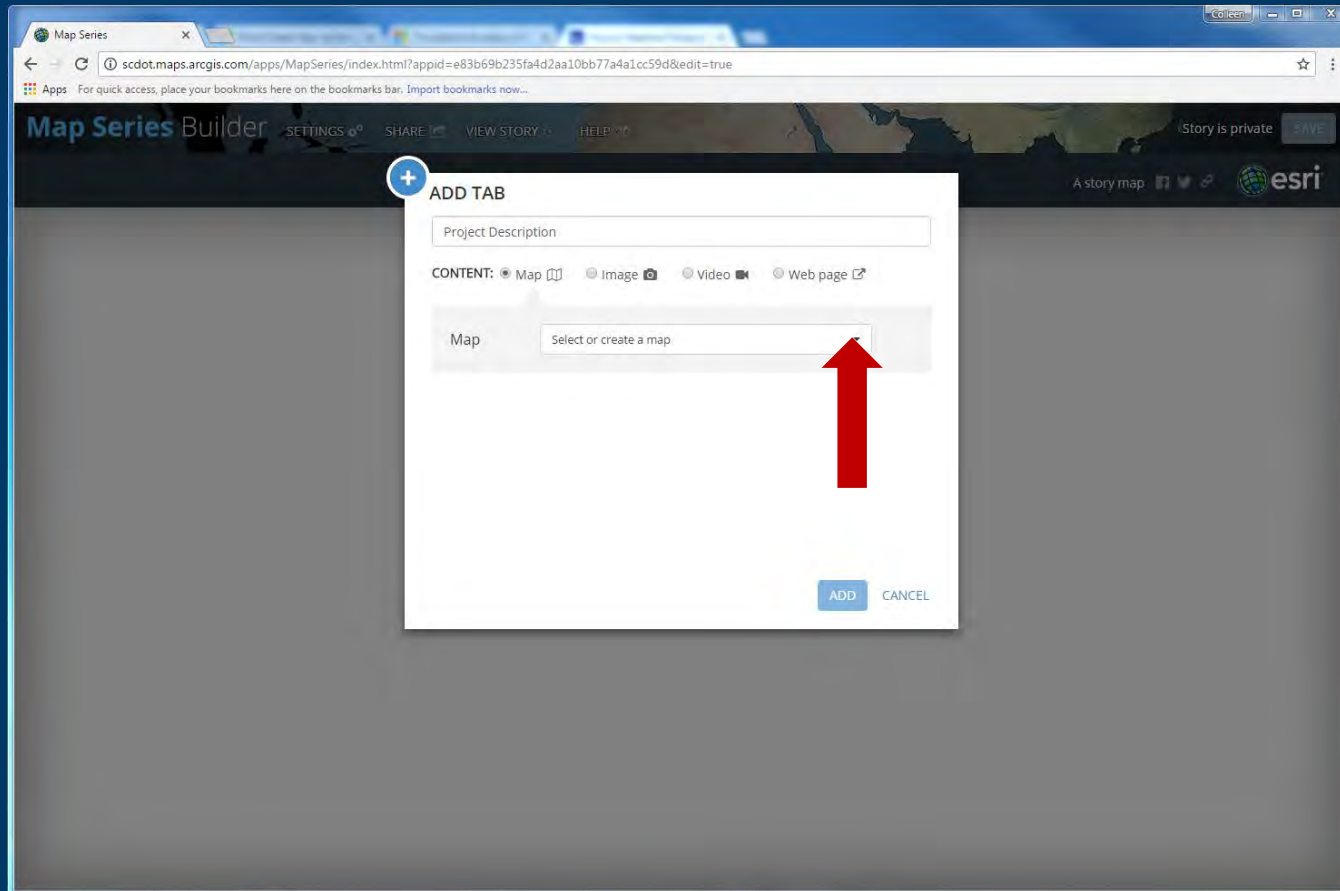 Colleen
Map Series
scdot.maps.arcgis.com/apps/MapSeries/index.html?appid=e83b69b235fa4d2aa10bb77a4a1cc59d&edit=true
Apps For quick access, place your bookmarks here on the bookmarks bar. Import bookmarks now...
Map Series Builder SETTINGS SHARE VIEW STORY HELP Story is private SAVE
A story map esri
ADD TAB
Project Description
CONTENT: Map Image Video Web page
Map Select or create a map
ADD CANCEL